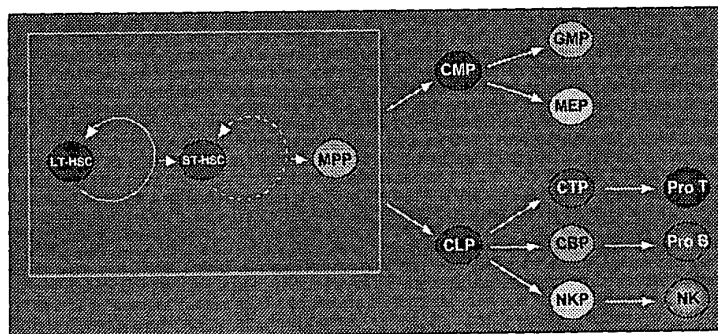 GMP
CMP
MEP
LT-HSC
ST-HSC
MPP
CTP
Pro T
CLP
CBP
Pro B
NKP
NK